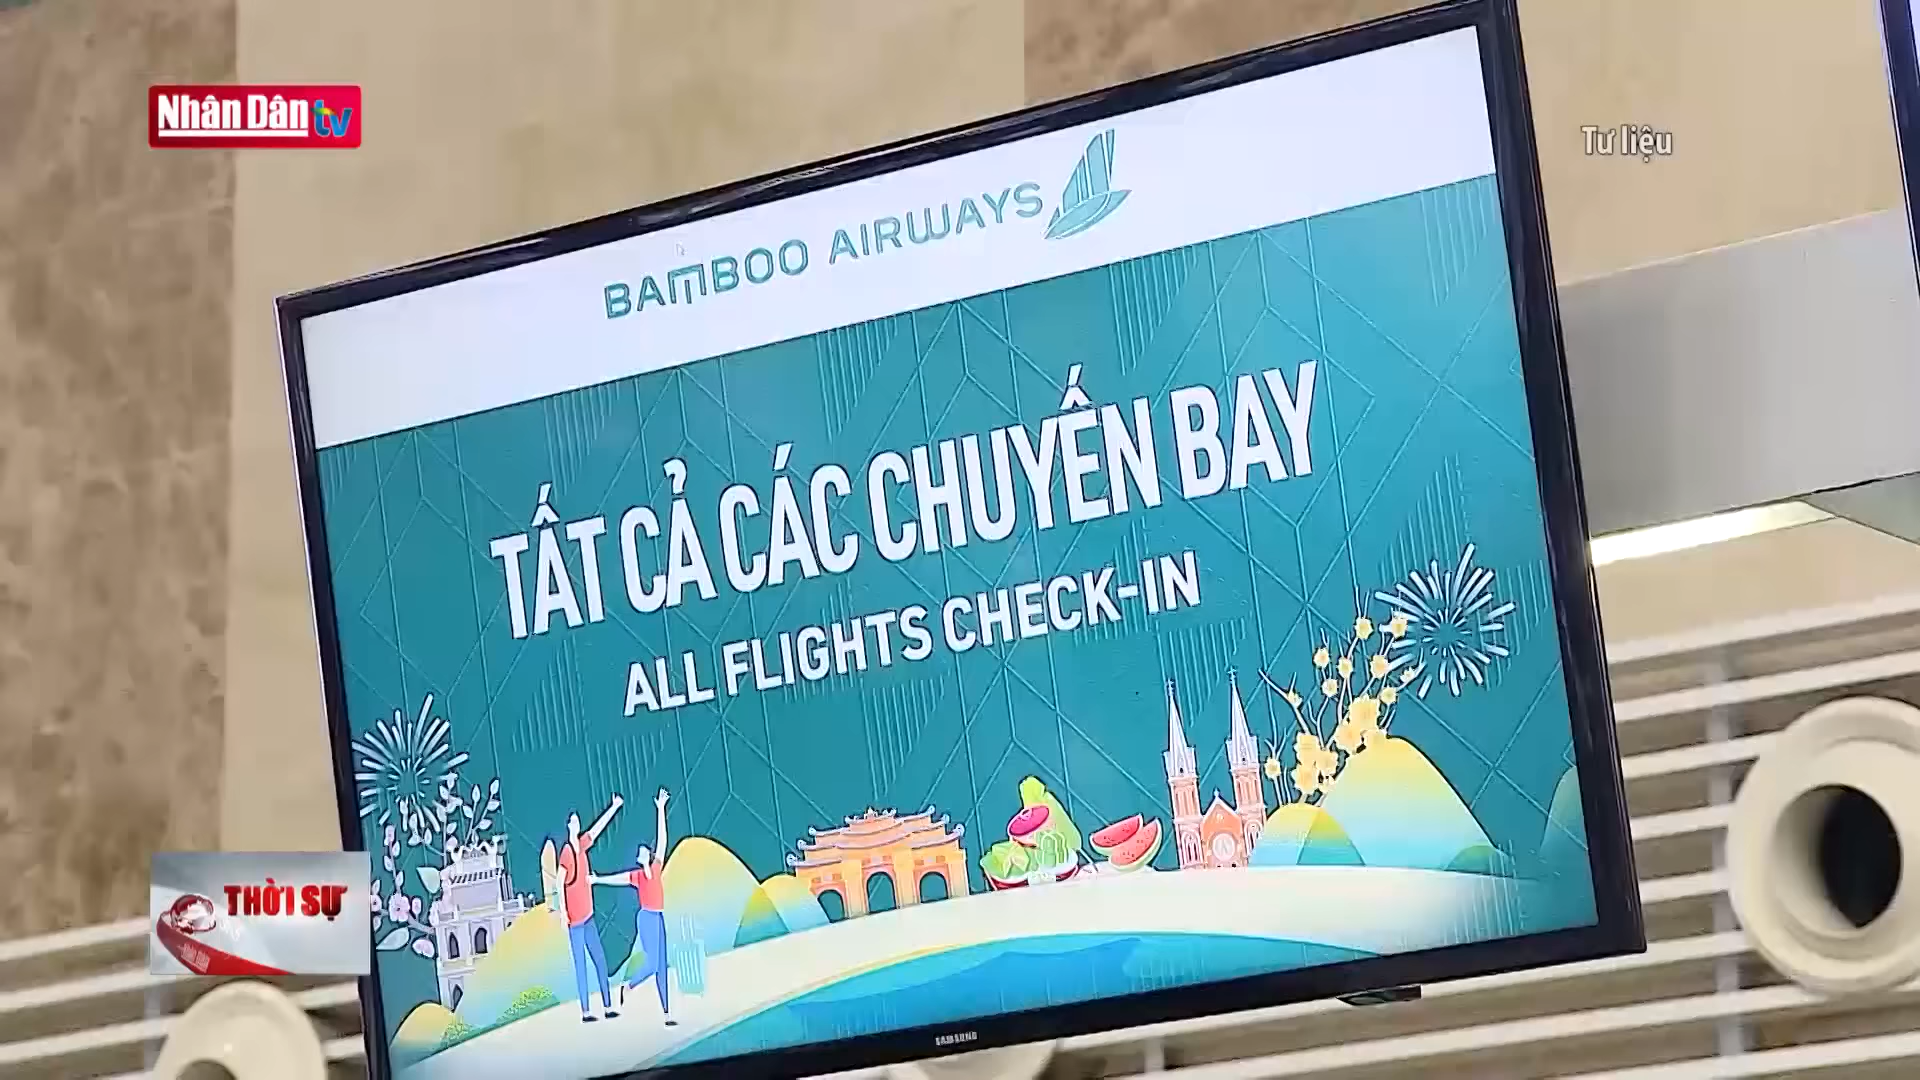 Nhân Dân tv
Tư liệu
BAMBOO AIRWAYS
TẤT CẢ CÁC CHUYẾN BAY
ALL FLIGHTS CHECK-IN
THỜI SỰ
SAMSUNG